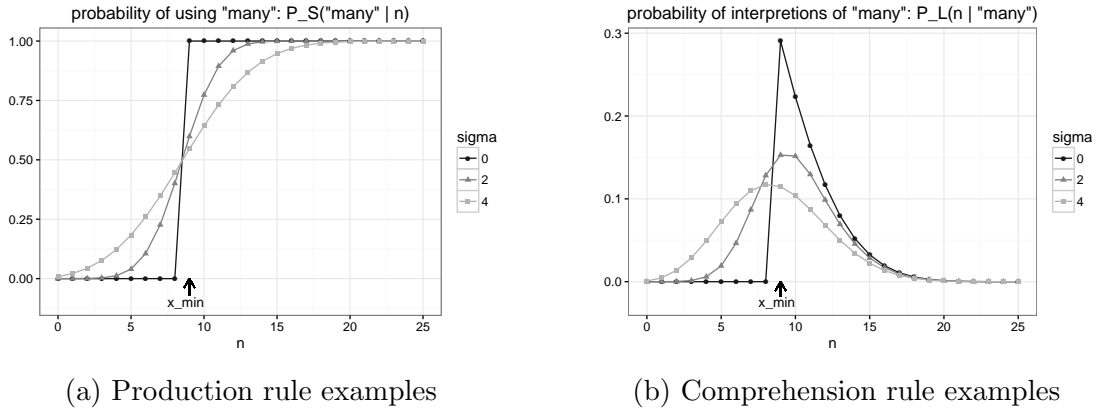 probability of using "many": P_S("many" | n)
1.00
0.75
0.50
0.25
0.00
x_min
0 5 10 15 20 25
n
sigma
0
2
4
(a) Production rule examples
probability of interpretions of "many": P_L(n | "many")
0.3
0.2
0.1
0.0
x_min
0 5 10 15 20 25
n
sigma
0
2
4
(b) Comprehension rule examples